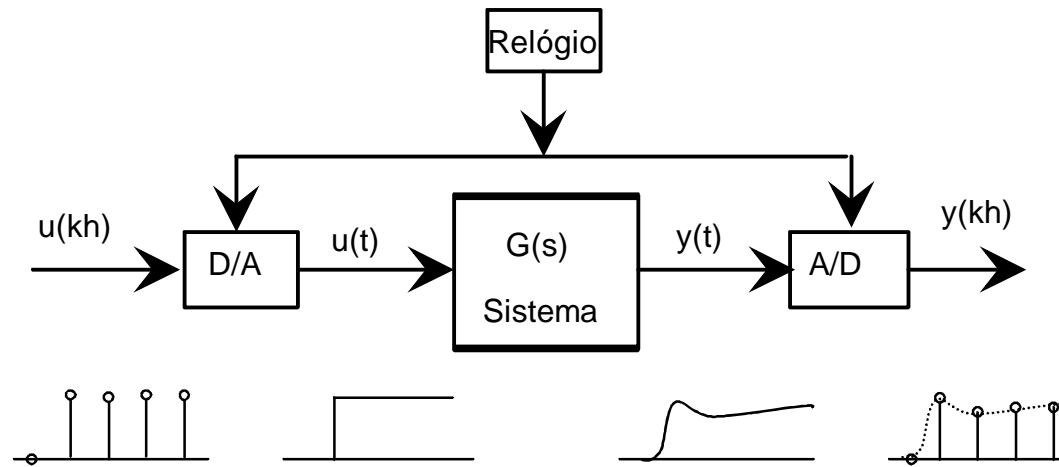 Relógio
u(kh)
D/A
u(t)
G(s)
Sistema
y(t)
A/D
y(kh)